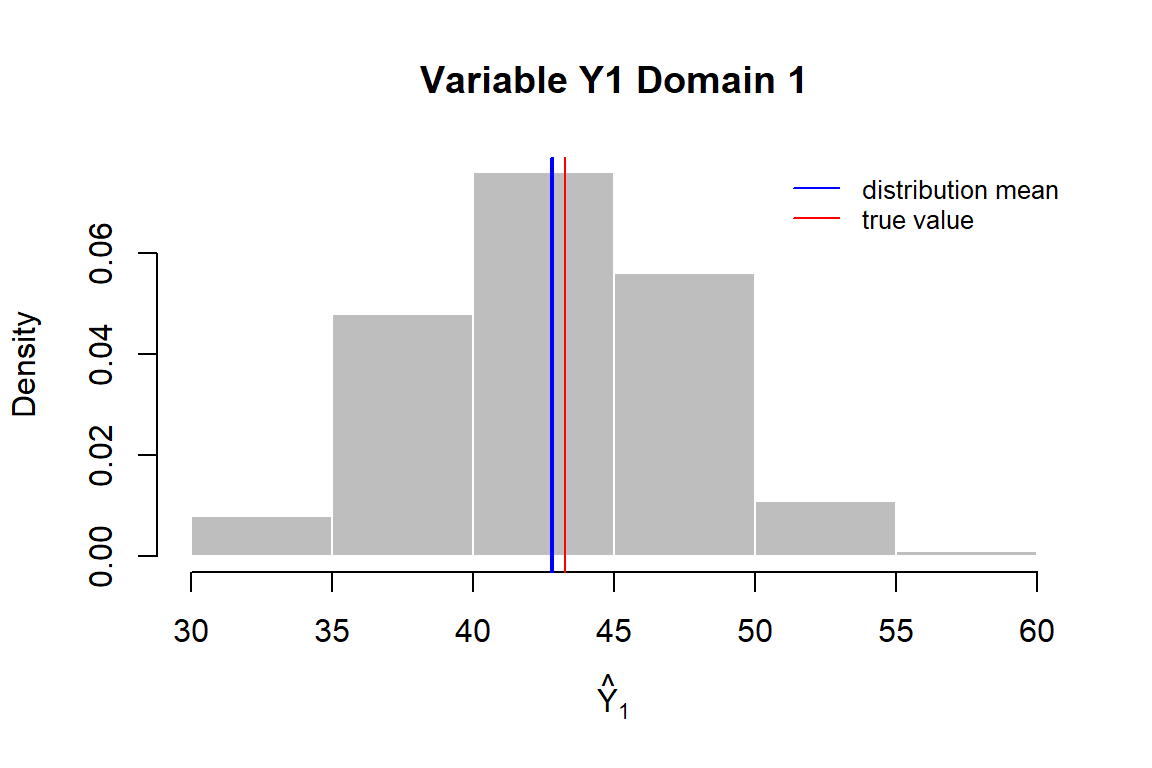 Variable Y1 Domain 1
distribution mean
true value
Density
0.00 0.02 0.04 0.06
30 35 40 45 50 55 60
Ŷ₁